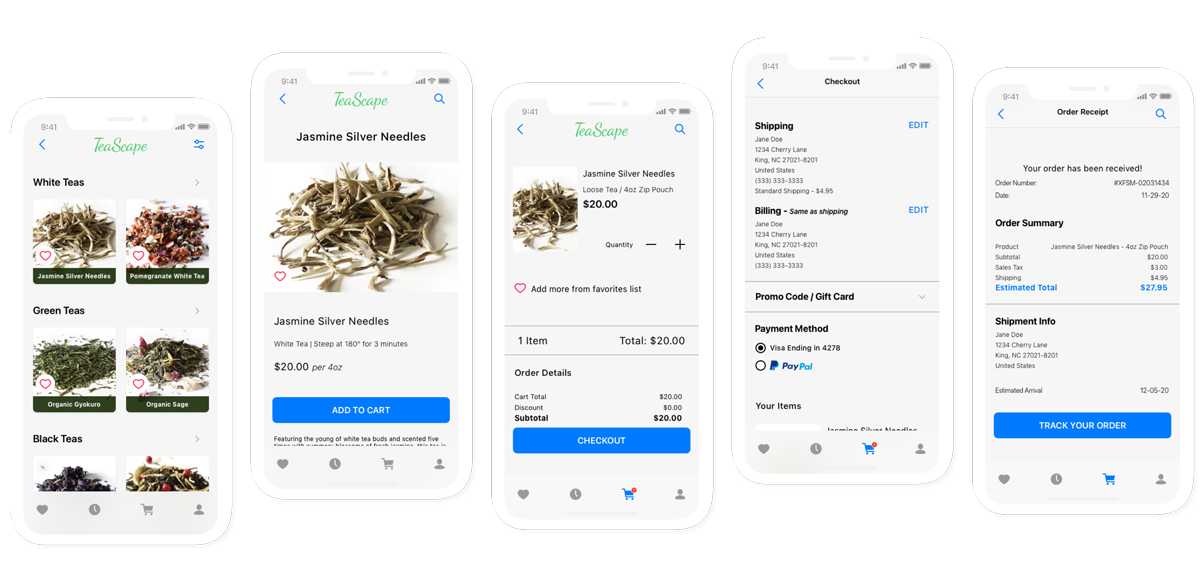 9:41
TeaScape
White Teas
Jasmine Silver Needles
Pomegranate White Tea
Green Teas
Organic Gyokuro
Organic Sage
Black Teas
9:41
TeaScape
Jasmine Silver Needles
Jasmine Silver Needles
White Tea | Steep at 180° for 3 minutes
$20.00 per 4oz
ADD TO CART
Featuring the young of white tea buds and scented five
9:41
TeaScape
Jasmine Silver Needles
Loose Tea / 4oz Zip Pouch
$20.00
Quantity
Add more from favorites list
1 Item Total: $20.00
Order Details
Cart Total $20.00
Discount $0.00
Subtotal $20.00
CHECKOUT
9:41
Checkout
Shipping EDIT
Jane Doe
1234 Cherry Lane
King, NC 27021-8201
United States
(333) 333-3333
Standard Shipping - $4.95
Billing - Same as shipping EDIT
Jane Doe
1234 Cherry Lane
King, NC 27021-8201
United States
(333) 333-3333
Promo Code / Gift Card
Payment Method
Visa Ending in 4278
PayPal
Your Items
Jasmine Silver Needles
9:41
Order Receipt
Your order has been received!
Order Number: #XFSM-02031434
Date: 11-29-20
Order Summary
Product Jasmine Silver Needles - 4oz Zip Pouch
Subtotal $20.00
Sales Tax $3.00
Shipping $4.95
Estimated Total $27.95
Shipment Info
Jane Doe
1234 Cherry Lane
King, NC 27021-8201
United States
Estimated Arrival 12-05-20
TRACK YOUR ORDER